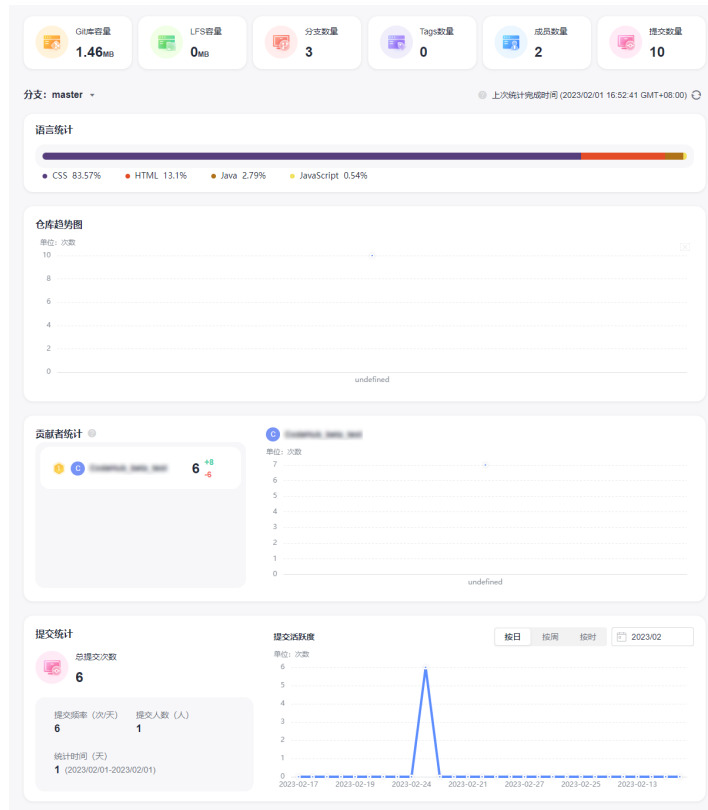 Git库容量
1.46MB
LFS容量
0MB
分支数量
3
Tags数量
0
成员数量
2
提交数量
10
分支: master
上次统计完成时间 (2023/02/01 16:52:41 GMT+08:00)
语言统计
CSS 83.57% HTML 13.1% Java 2.79% JavaScript 0.54%
仓库趋势图
单位: 次数
10
8
6
4
2
0
undefined
贡献者统计
C
6 +8 -6
C
单位: 次数
7
6
5
4
3
2
1
0
undefined
提交统计
总提交次数
6
提交频率 (次/天) 提交人数 (人)
6 1
统计时间 (天)
1 (2023/02/01-2023/02/01)
提交活跃度
按日 按周 按时 2023/02
单位: 次数
6
5
4
3
2
1
0
2023-02-17 2023-02-19 2023-02-24 2023-02-21 2023-02-27 2023-02-25 2023-02-13